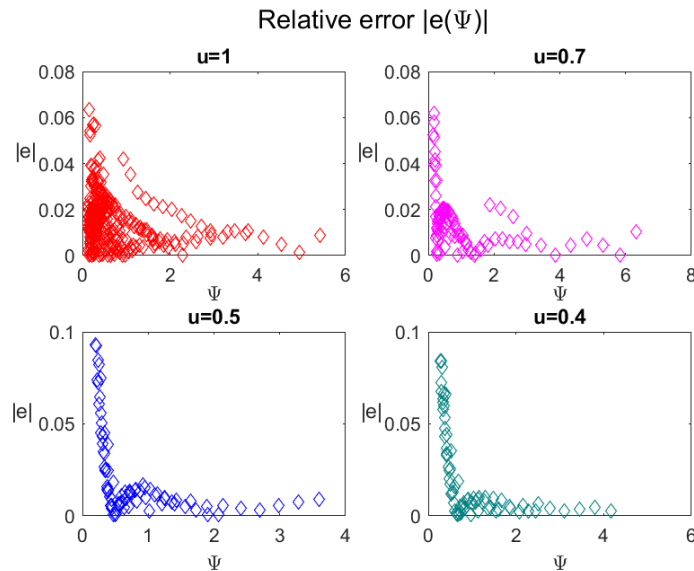 Relative error |e(Ψ)|
u=1
0.08
0.06
|e|
0.04
0.02
0
0 2 4 6
Ψ
u=0.7
0.08
0.06
|e|
0.04
0.02
0
0 2 4 6 8
Ψ
u=0.5
0.1
|e|
0.05
0
0 1 2 3 4
Ψ
u=0.4
0.1
|e|
0.05
0
0 2 4 6
Ψ